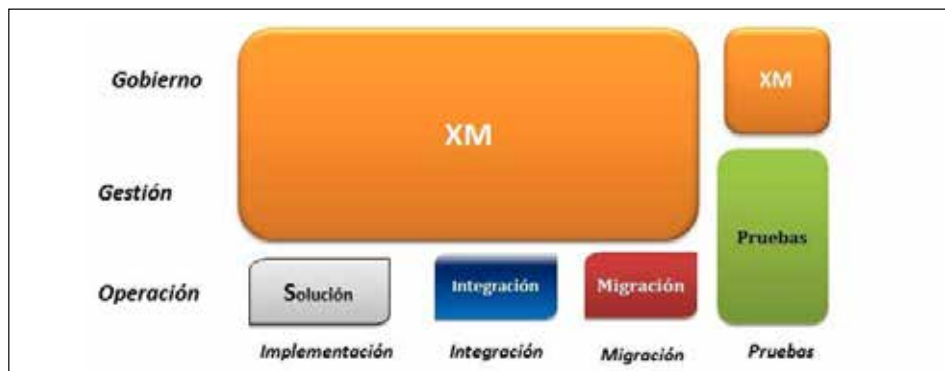 Gobierno
XM
XM
Gestión
Pruebas
Operación
Solución
Integración
Migración
Implementación
Integración
Migración
Pruebas